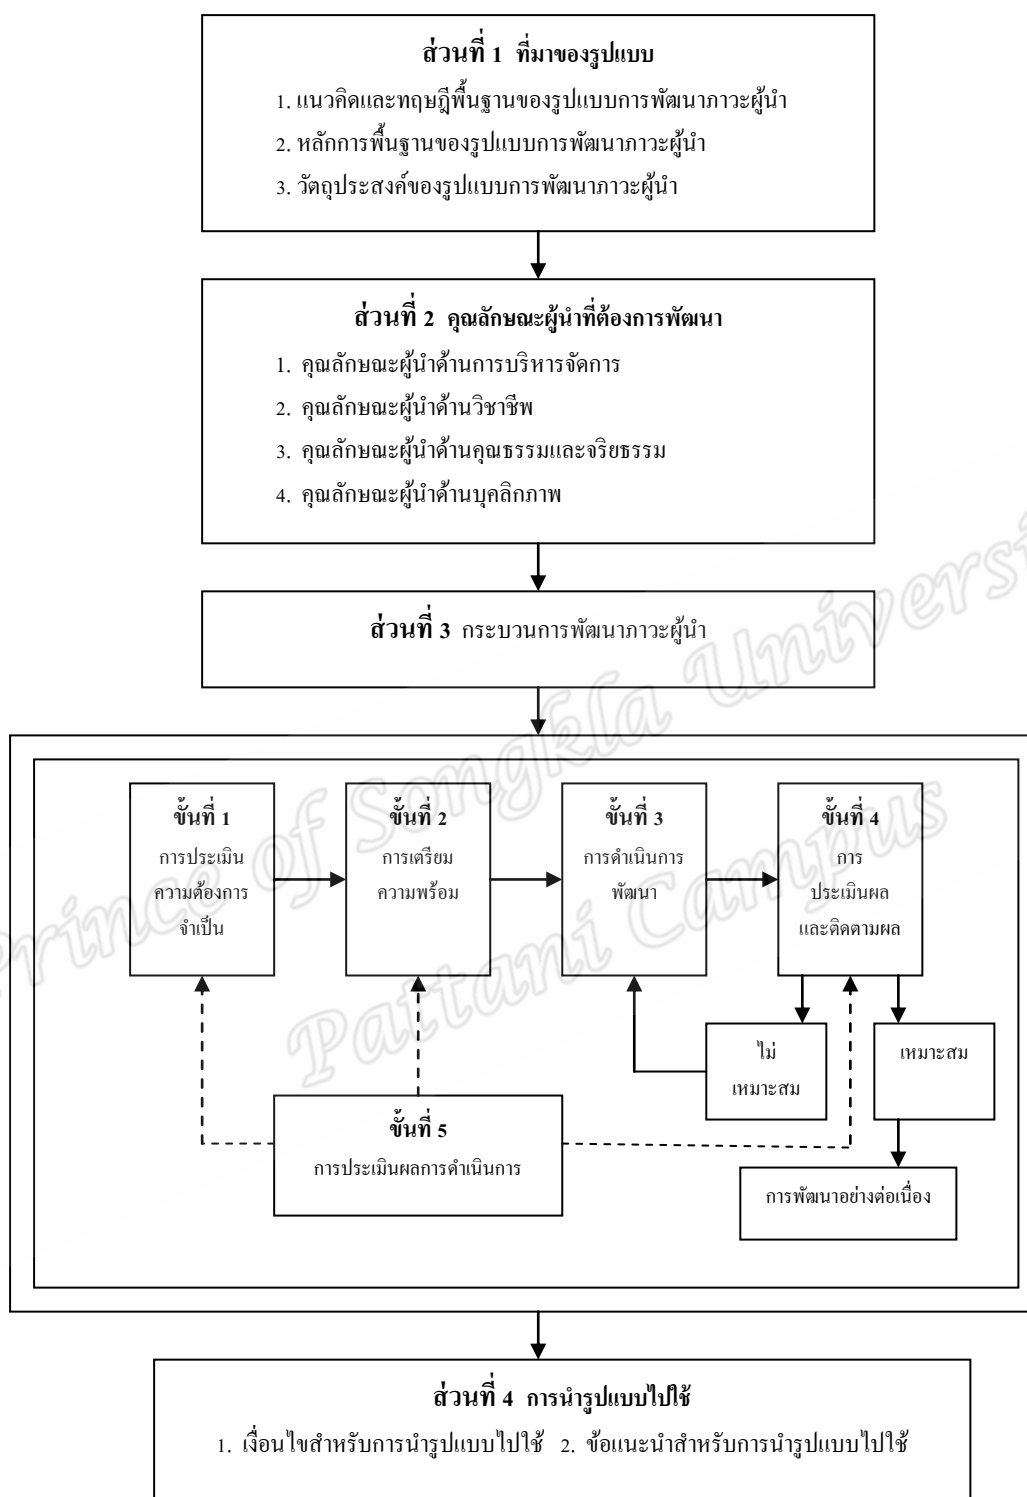 ส่วนที่ 1 ที่มาของรูปแบบ
1. แนวคิดและทฤษฎีพื้นฐานของรูปแบบการพัฒนาภาวะผู้นำ
2. หลักการพื้นฐานของรูปแบบการพัฒนาภาวะผู้นำ
3. วัตถุประสงค์ของรูปแบบการพัฒนาภาวะผู้นำ
ส่วนที่ 2 คุณลักษณะผู้นำที่ต้องการพัฒนา
1. คุณลักษณะผู้นำด้านการบริหารจัดการ
2. คุณลักษณะผู้นำด้านวิชาชีพ
3. คุณลักษณะผู้นำด้านคุณธรรมและจริยธรรม
4. คุณลักษณะผู้นำด้านบุคลิกภาพ
ส่วนที่ 3 กระบวนการพัฒนาภาวะผู้นำ
ขั้นที่ 1
การประเมิน
ความต้องการ
จำเป็น
ขั้นที่ 2
การเตรียม
ความพร้อม
ขั้นที่ 3
การดำเนินการ
พัฒนา
ขั้นที่ 4
การ
ประเมินผล
และติดตามผล
ไม่
เหมาะสม
เหมาะสม
ขั้นที่ 5
การประเมินผลการดำเนินการ
การพัฒนาอย่างต่อเนื่อง
ส่วนที่ 4 การนำรูปแบบไปใช้
1. เงื่อนไขสำหรับการนำรูปแบบไปใช้ 2. ข้อแนะนำสำหรับการนำรูปแบบไปใช้
Prince of Songkla Universi
Pattani Campus